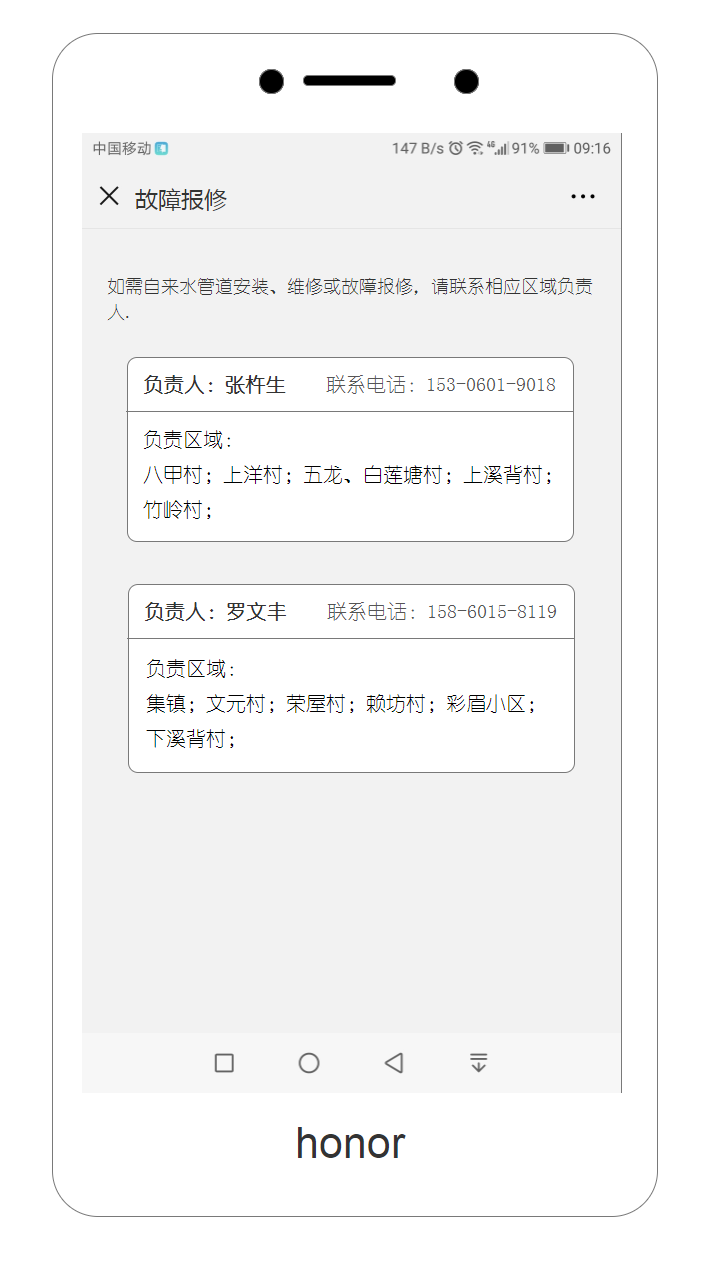 中国移动 147 B/s 4G 91% 09:16
故障报修
如需自来水管道安装、维修或故障报修，请联系相应区域负责
人.
负责人：张杵生 联系电话：153-0601-9018
负责区域：
八甲村；上洋村；五龙、白莲塘村；上溪背村；
竹岭村；
负责人：罗文丰 联系电话：158-6015-8119
负责区域：
集镇；文元村；荣屋村；赖坊村；彩眉小区；
下溪背村；
honor